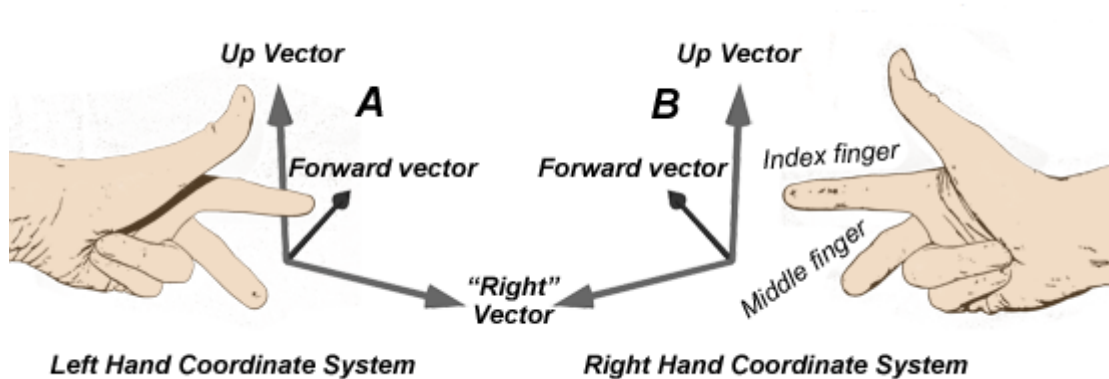 Up Vector
Up Vector
A
B
Index finger
Forward vector
Forward vector
Middle finger
“Right”
Vector
Left Hand Coordinate System
Right Hand Coordinate System